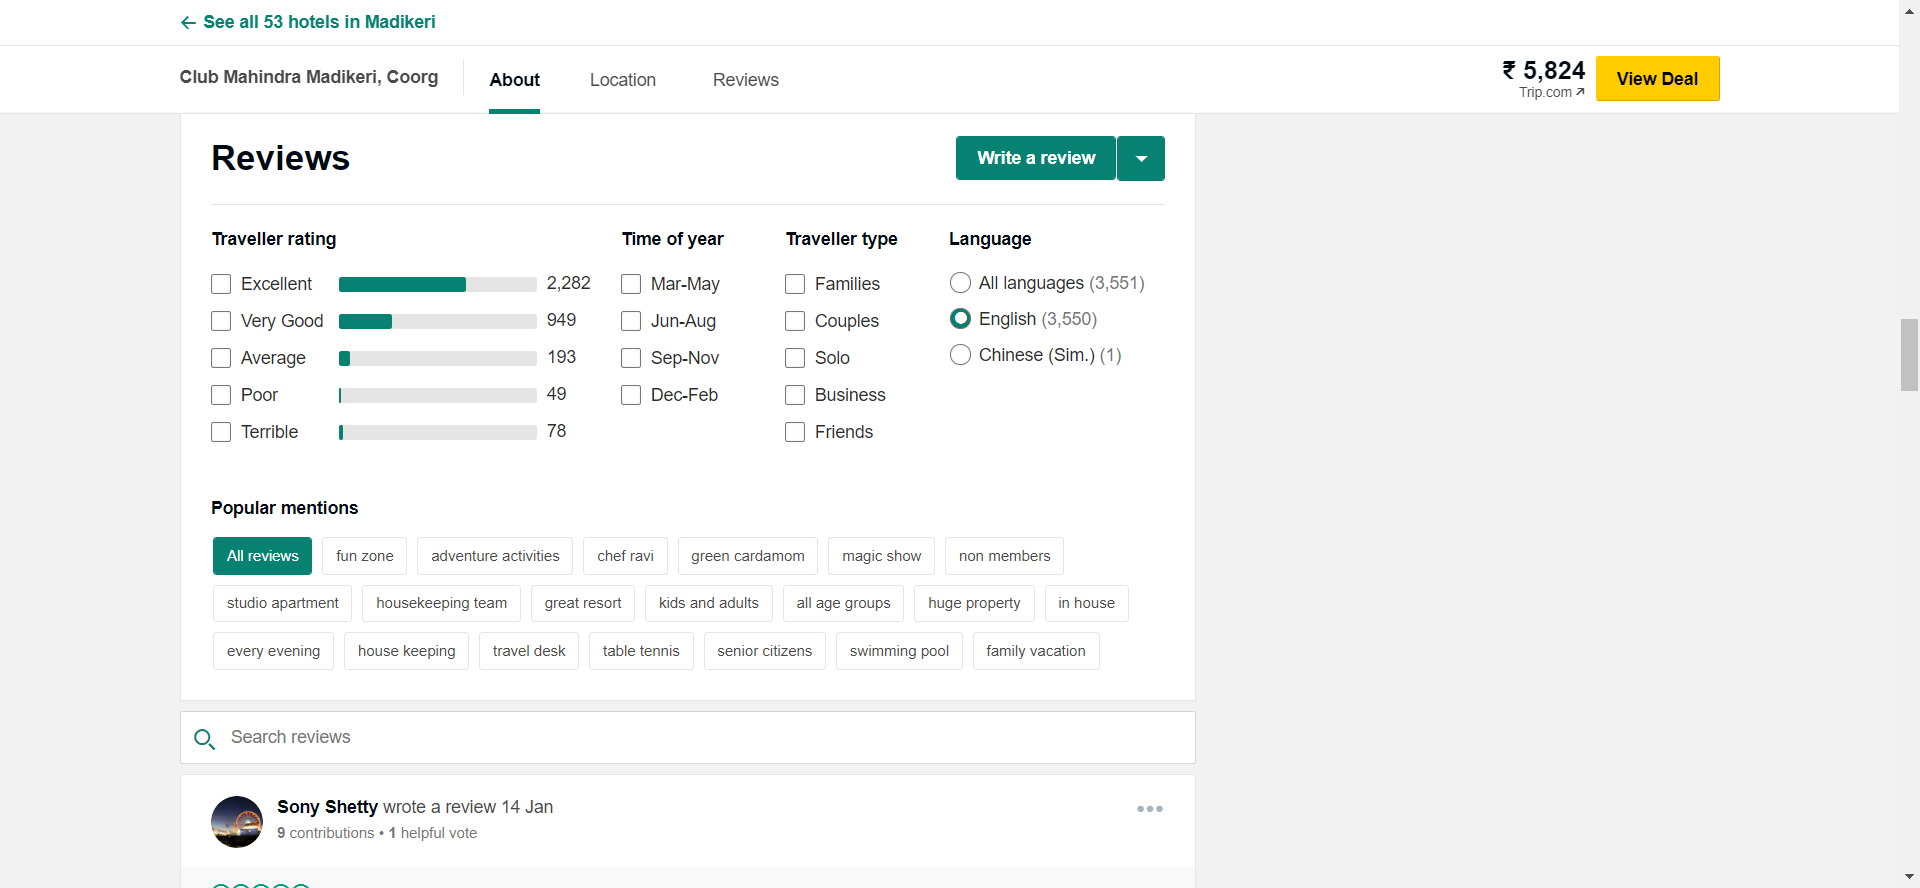 See all 53 hotels in Madikeri
Club Mahindra Madikeri, Coorg
About
Location
Reviews
₹ 5,824
Trip.com
View Deal
Reviews
Write a review
Traveller rating
Excellent 2,282
Very Good 949
Average 193
Poor 49
Terrible 78
Time of year
Mar-May
Jun-Aug
Sep-Nov
Dec-Feb
Traveller type
Families
Couples
Solo
Business
Friends
Language
All languages (3,551)
English (3,550)
Chinese (Sim.) (1)
Popular mentions
All reviews fun zone adventure activities chef ravi green cardamom magic show non members
studio apartment housekeeping team great resort kids and adults all age groups huge property in house
every evening house keeping travel desk table tennis senior citizens swimming pool family vacation
Search reviews
Sony Shetty wrote a review 14 Jan
9 contributions • 1 helpful vote